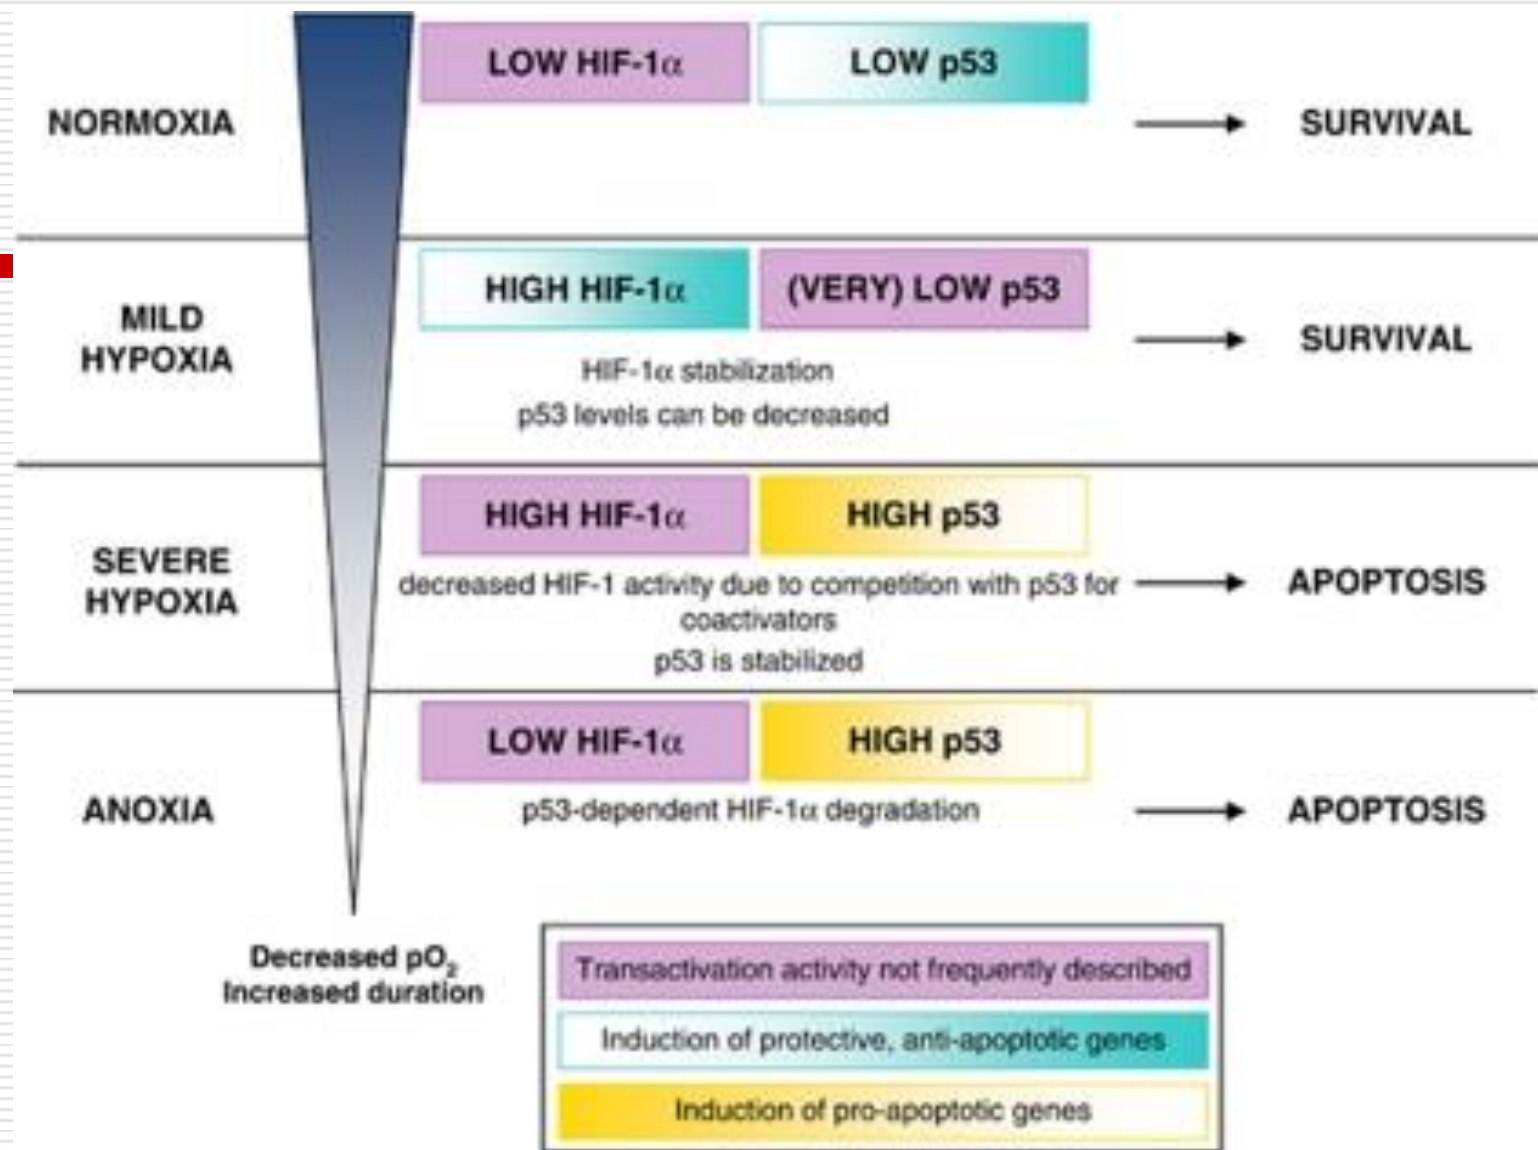 LOW HIF-1α
LOW p53
NORMOXIA
SURVIVAL
HIGH HIF-1α
(VERY) LOW p53
MILD
HYPOXIA
SURVIVAL
HIF-1α stabilization
p53 levels can be decreased
HIGH HIF-1α
HIGH p53
SEVERE
HYPOXIA
decreased HIF-1 activity due to competition with p53 for
coactivators
p53 is stabilized
APOPTOSIS
LOW HIF-1α
HIGH p53
ANOXIA
p53-dependent HIF-1α degradation
APOPTOSIS
Decreased pO₂
Increased duration
Transactivation activity not frequently described
Induction of protective, anti-apoptotic genes
Induction of pro-apoptotic genes